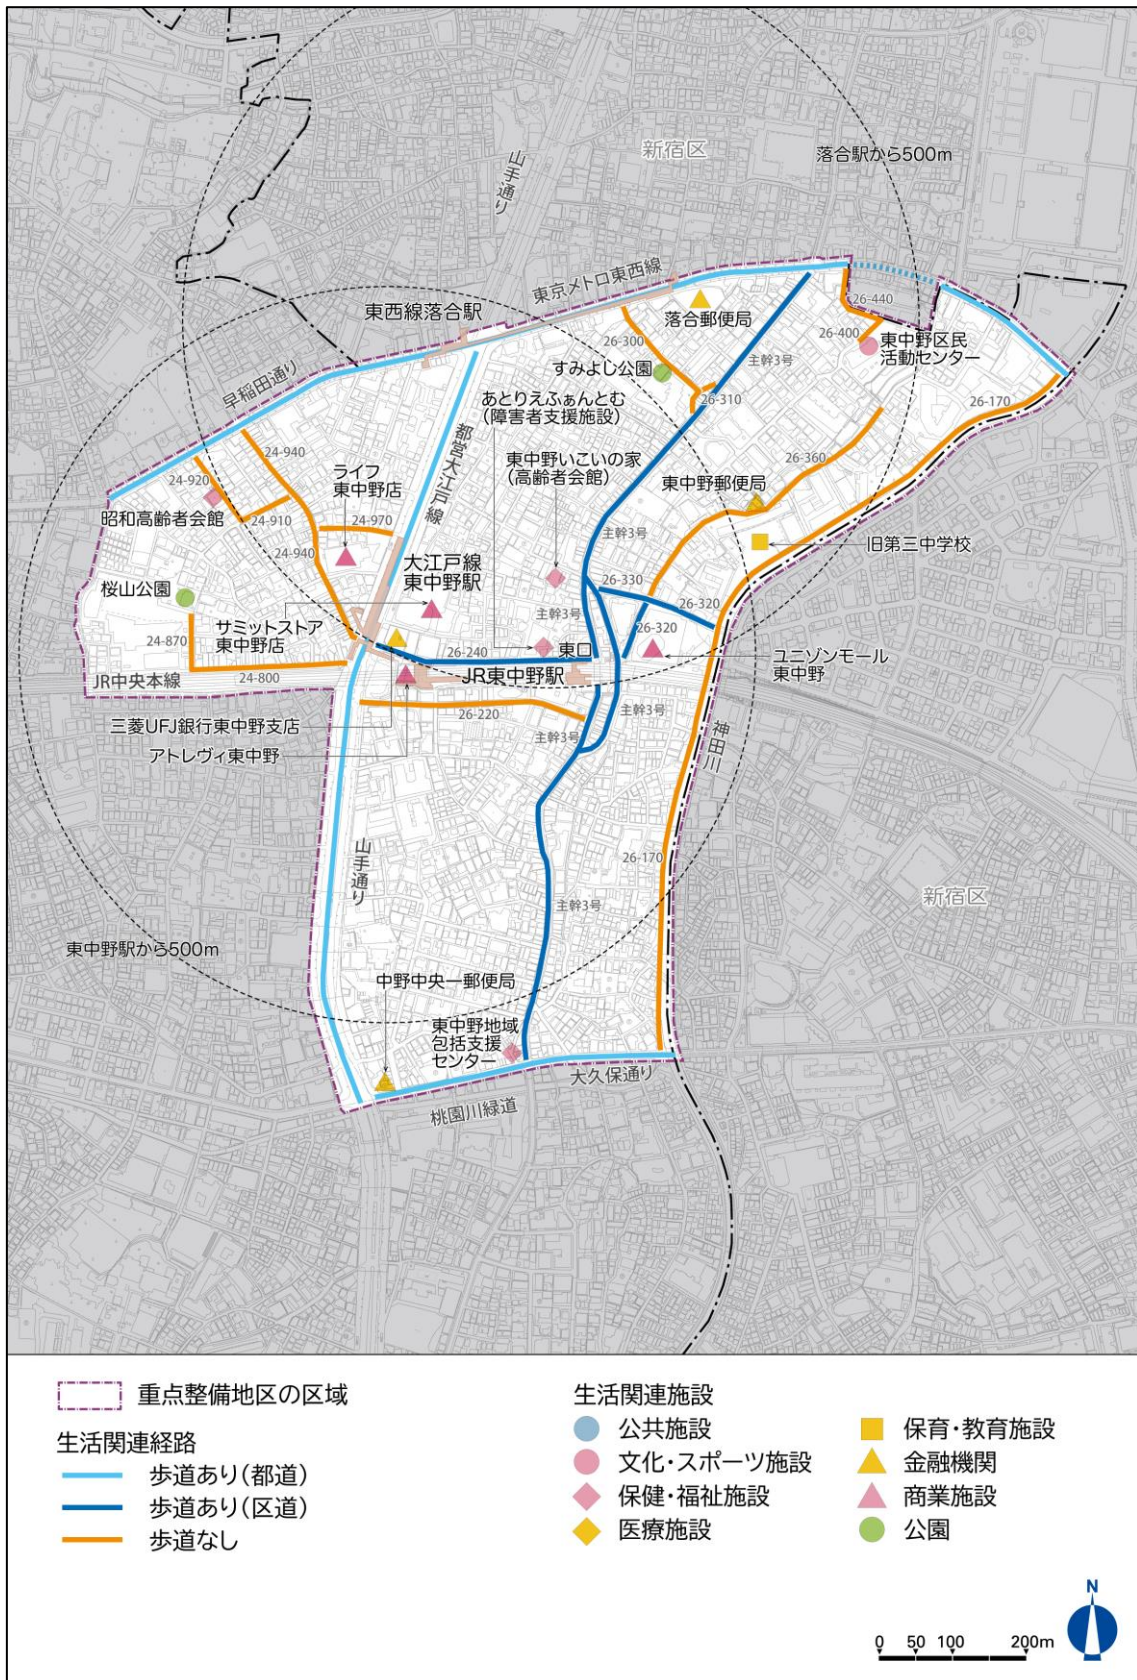 新宿区
落合駅から500m
山手通り
東京メトロ東西線
東西線落合駅
落合郵便局
26-440
26-400
東中野区民
活動センター
主幹3号
26-300
すみよし公園
早稲田通り
あとりえふぁんとむ
(障害者支援施設)
26-310
26-170
都営大江戸線
24-940
ライフ
東中野店
東中野いこいの家
(高齢者会館)
26-360
東中野郵便局
24-920
昭和高齢者会館
24-910
24-970
主幹3号
旧第三中学校
24-940
大江戸線
東中野駅
桜山公園
26-330
26-320
サミットストア
東中野店
主幹3号
26-320
24-870
26-240
東口
ユニゾンモール
東中野
JR中央本線
24-800
JR東中野駅
三菱UFJ銀行東中野支店
26-220
主幹3号
主幹3号
神田川
アトレヴィ東中野
山手通り
26-170
新宿区
主幹3号
東中野駅から500m
中野中央一郵便局
東中野地域
包括支援
センター
大久保通り
桃園川緑道
重点整備地区の区域
生活関連経路
歩道あり(都道)
歩道あり(区道)
歩道なし
生活関連施設
公共施設
文化・スポーツ施設
保健・福祉施設
医療施設
保育・教育施設
金融機関
商業施設
公園
N
0 50 100 200m